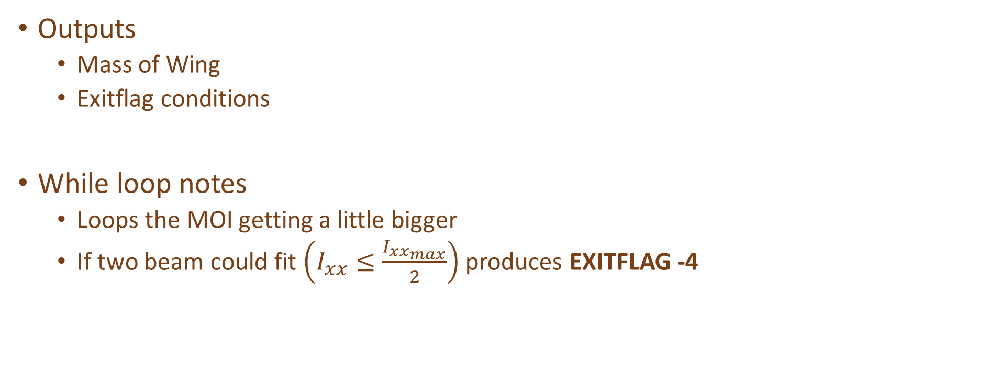 • Outputs
• Mass of Wing
• Exitflag conditions
• While loop notes
• Loops the MOI getting a little bigger
• If two beam could fit $\left(I_{xx} \leq \frac{I_{xx_{max}}}{2}\right)$ produces EXITFLAG -4